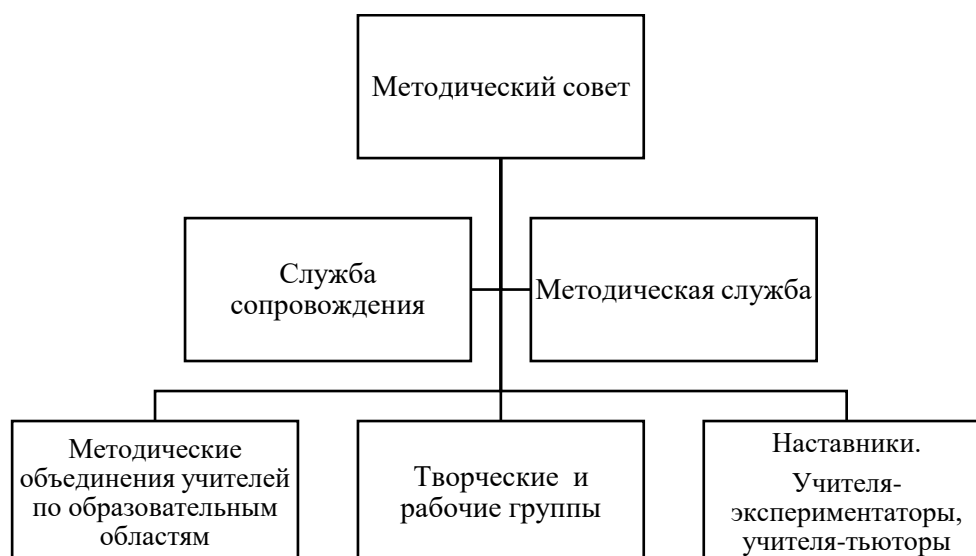 Методический совет
Служба
сопровождения
Методическая служба
Методические
объединения учителей
по образовательным
областям
Творческие и
рабочие группы
Наставники.
Учителя-
экспериментаторы,
учителя-тьюторы